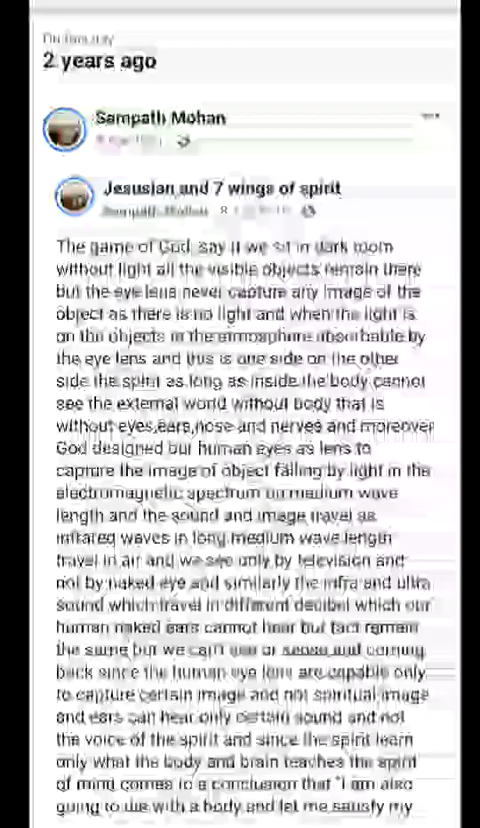 On this day
2 years ago
Sampath Mohan
Jesusian and 7 wings of spirit
Sampath Mohan
The game of God, say if we sit in dark room
without light all the visible objects remain there
but the eye lens never capture any image of the
object as there is no light and when the light is
on the objects in the atmosphere absorbable by
the eye lens and this is one side on the other
side the spirit as long as inside the body cannot
see the external world without body that is
without eyes,ears,nose and nerves and moreover
God designed our human eyes as lens to
capture the image of object falling by light in the
electromagnetic spectrum on medium wave
length and the sound and image travel as
infrared waves in long,medium wave length
travel in air and we see only by television and
not by naked eye and similarly the infra and ultra
sound which travel in different decibel which our
human naked ears cannot hear but fact remain
the same but we can't see or sense,and coming
back since the human eye lens are capable only
to capture certain image and not spiritual image
and ears can hear only certain sound and not
the voice of the spirit and since the spirit learn
only what the body and brain teaches the spirit
of mind comes to a conclusion that "I am also
going to die with a body and let me satisfy my